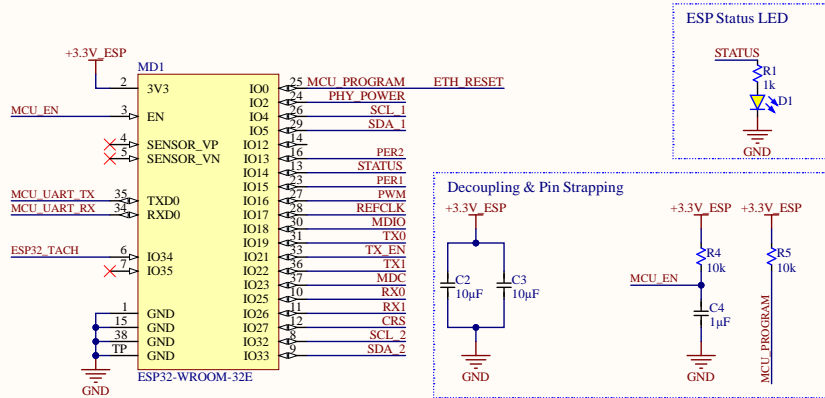 ESP Status LED
STATUS
R1
1k
D1
GND
+3.3V_ESP
MD1
2 3V3 IO0 25 MCU_PROGRAM ETH_RESET
IO2 24 PHY_POWER
MCU_EN 3 EN IO4 26 SCL_1
IO5 29 SDA_1
4 SENSOR_VP IO12 14
5 SENSOR_VN IO13 16 PER2
IO14 13 STATUS
IO15 23 PER1
MCU_UART_TX 35 TXD0 IO16 27 PWM
MCU_UART_RX 34 RXD0 IO17 28 REFCLK
IO18 30 MDIO
IO19 31 TX0
ESP32_TACH 6 IO34 IO21 33 TX_EN
7 IO35 IO22 36 TX1
IO23 37 MDC
IO25 10 RX0
1 GND IO26 11 RX1
15 GND IO27 12 CRS
38 GND IO32 8 SCL_2
TP GND IO33 9 SDA_2
GND
ESP32-WROOM-32E
Decoupling & Pin Strapping
+3.3V_ESP
C2
10µF
C3
10µF
GND
+3.3V_ESP
R4
10k
MCU_EN
C4
1µF
GND
+3.3V_ESP
R5
10k
MCU_PROGRAM